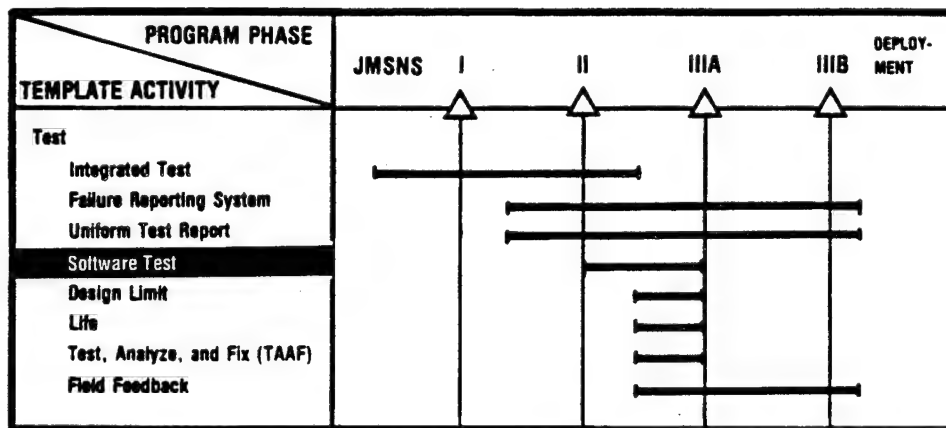 PROGRAM PHASE
TEMPLATE ACTIVITY
JMSNS I II IIIA IIIB DEPLOY-
MENT
Test
Integrated Test
Failure Reporting System
Uniform Test Report
Software Test
Design Limit
Life
Test, Analyze, and Fix (TAAF)
Field Feedback